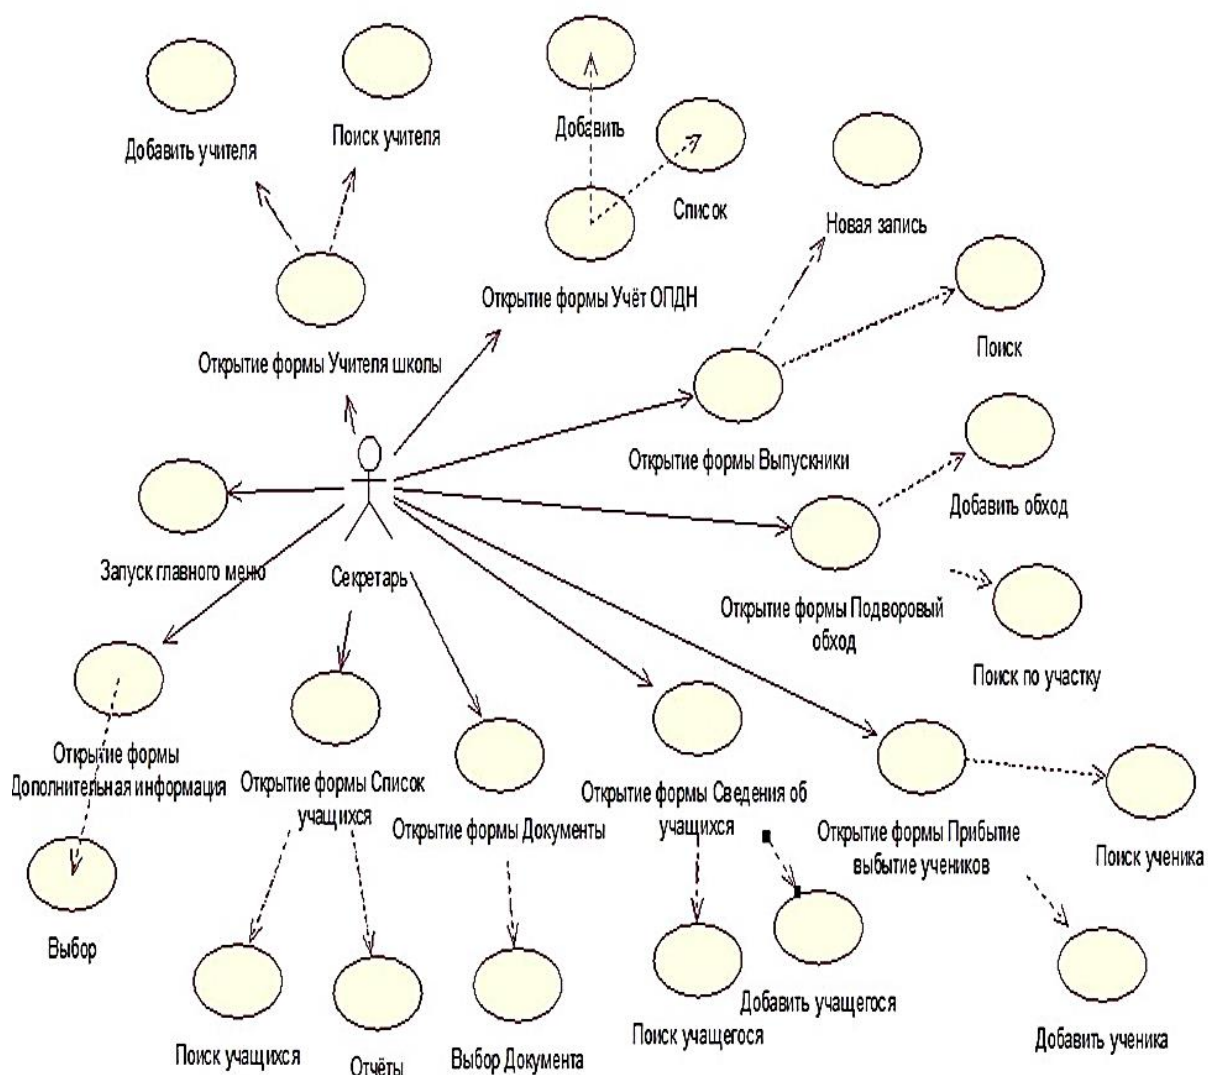 Добавить учителя
Поиск учителя
Добавить
Список
Новая запись
Открытие формы Учёт ОПДН
Поиск
Открытие формы Учителя школы
Открытие формы Выпускники
Добавить обход
Запуск главного меню
Секретарь
Открытие формы Подворовый
обход
Поиск по участку
Открытие формы
Дополнительная информация
Открытие формы Список
учащихся
Открытие формы Документы
Открытие формы Сведения об
учащихся
Открытие формы Прибытие
выбытие учеников
Поиск ученика
Выбор
Поиск учащихся
Отчёты
Выбор Документа
Поиск учащегося
Добавить учащегося
Добавить ученика